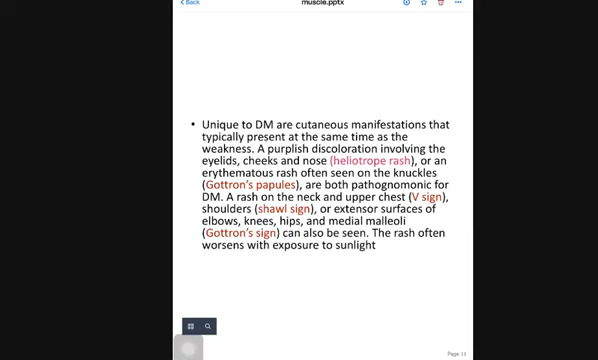 Back
muscle.pptx
• Unique to DM are cutaneous manifestations that
typically present at the same time as the
weakness. A purplish discoloration involving the
eyelids, cheeks and nose (heliotrope rash), or an
erythematous rash often seen on the knuckles
(Gottron's papules), are both pathognomonic for
DM. A rash on the neck and upper chest (V sign),
shoulders (shawl sign), or extensor surfaces of
elbows, knees, hips, and medial malleoli
(Gottron's sign) can also be seen. The rash often
worsens with exposure to sunlight
Page 11